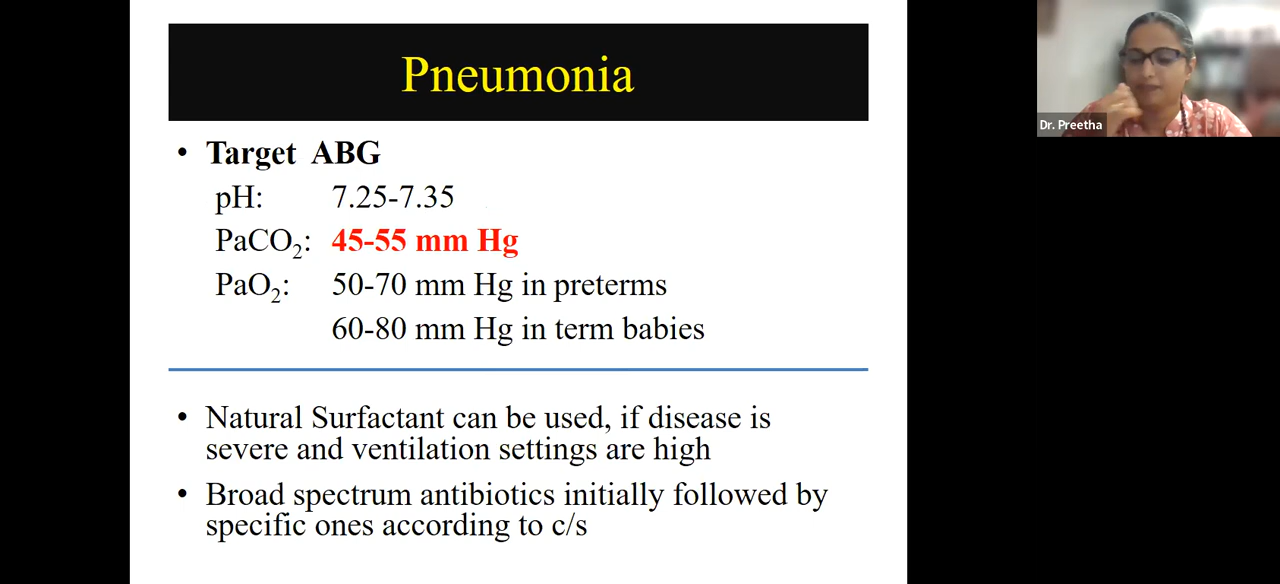 Pneumonia
• Target ABG
pH: 7.25-7.35
PaCO₂: 45-55 mm Hg
PaO₂: 50-70 mm Hg in preterms
60-80 mm Hg in term babies
• Natural Surfactant can be used, if disease is
severe and ventilation settings are high
• Broad spectrum antibiotics initially followed by
specific ones according to c/s
Dr. Preetha